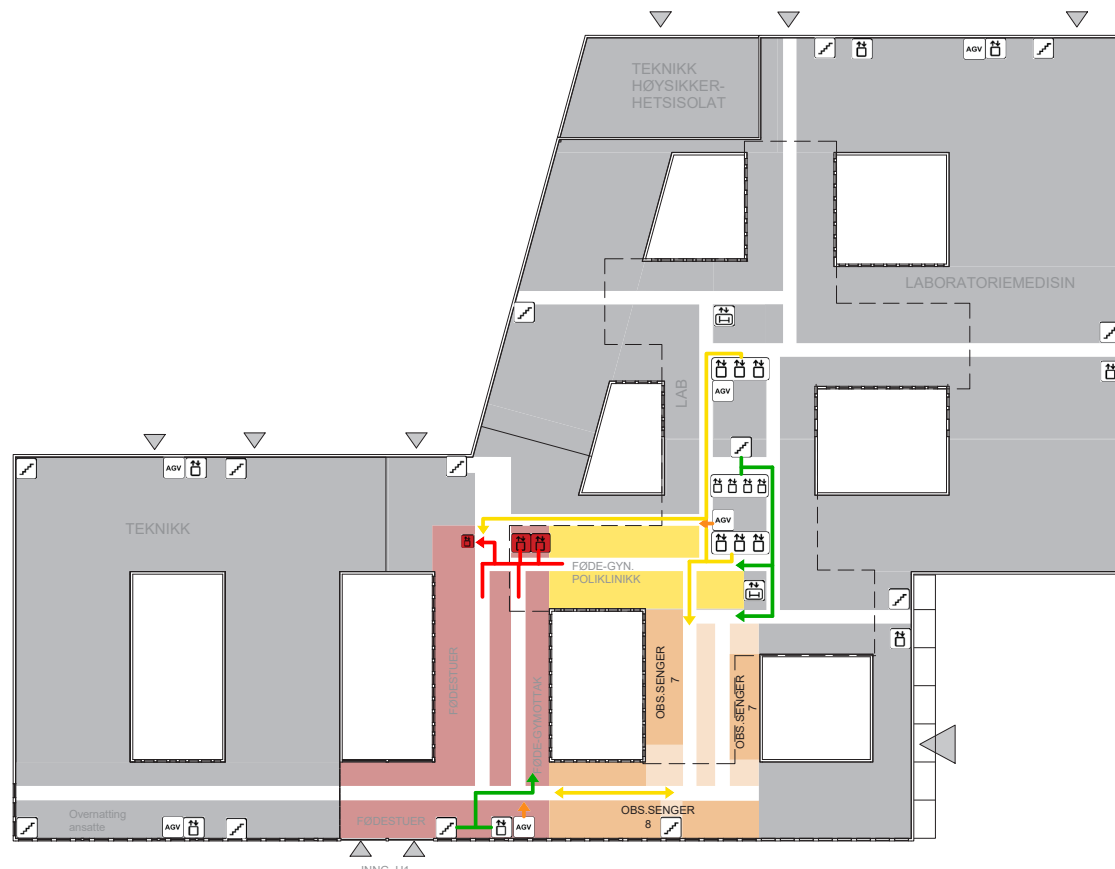 TEKNIKK
HØYSIKKER-
HETSISOLAT
AGV
LABORATORIEMEDISIN
LAB
AGV
AGV
TEKNIKK
AGV
FØDE-GYN.
POLIKLINIKK
FØDESTUER
FØDE-GYMOTTAK
OBS.SENGER
7
OBS.SENGER
7
Overnatting
ansatte
AGV
FØDESTUER
AGV
OBS.SENGER
8